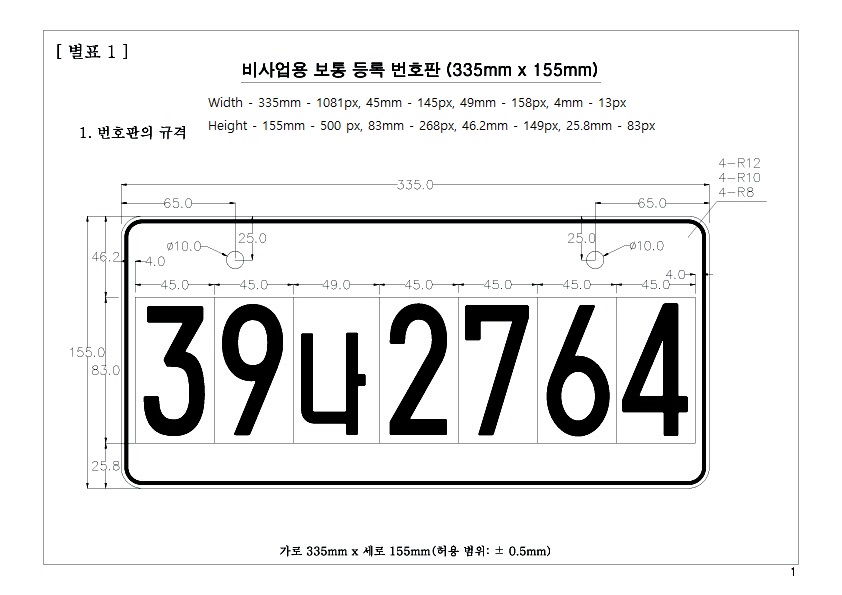 [ 별표 1 ]
비사업용 보통 등록 번호판 (335mm x 155mm)
Width - 335mm - 1081px, 45mm - 145px, 49mm - 158px, 4mm - 13px
1. 번호판의 규격
Height - 155mm - 500 px, 83mm - 268px, 46.2mm - 149px, 25.8mm - 83px
4-R12
4-R10
4-R8
335.0
65.0 65.0
46.2 ø10.0 25.0 25.0 ø10.0
4.0 4.0
45.0 45.0 49.0 45.0 45.0 45.0 45.0
39나2764
155.0
83.0
25.8
가로 335mm x 세로 155mm(허용 범위: ± 0.5mm)
1